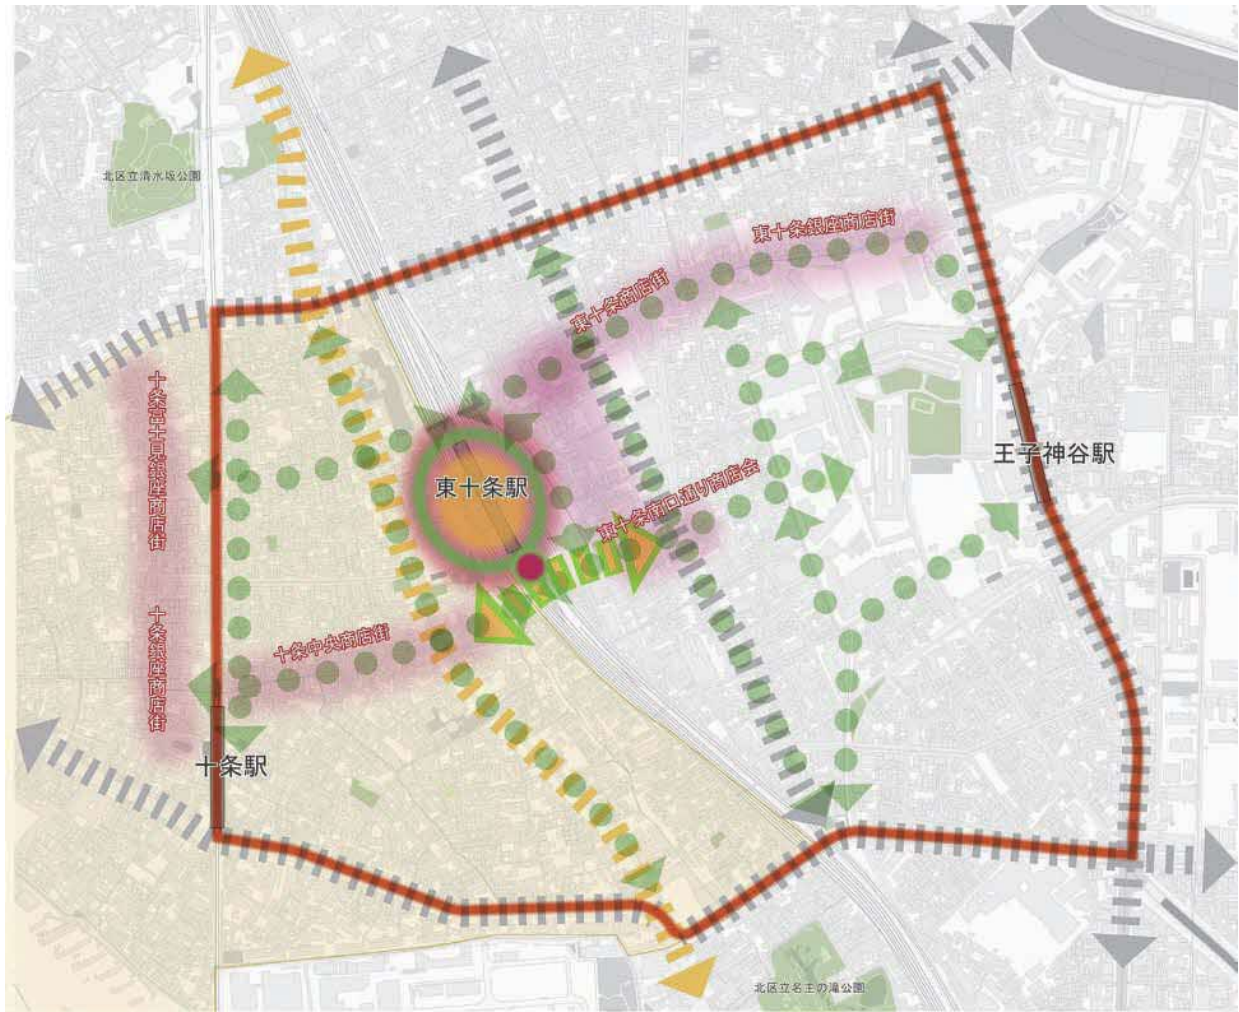 北区立清水坂公園
東十条銀座商店街
東十条商店街
十条富士見銀座商店街
王子神谷駅
東十条駅
東十条南口通り商店会
十条銀座商店街
十条中央商店街
十条駅
北区立名主の滝公園